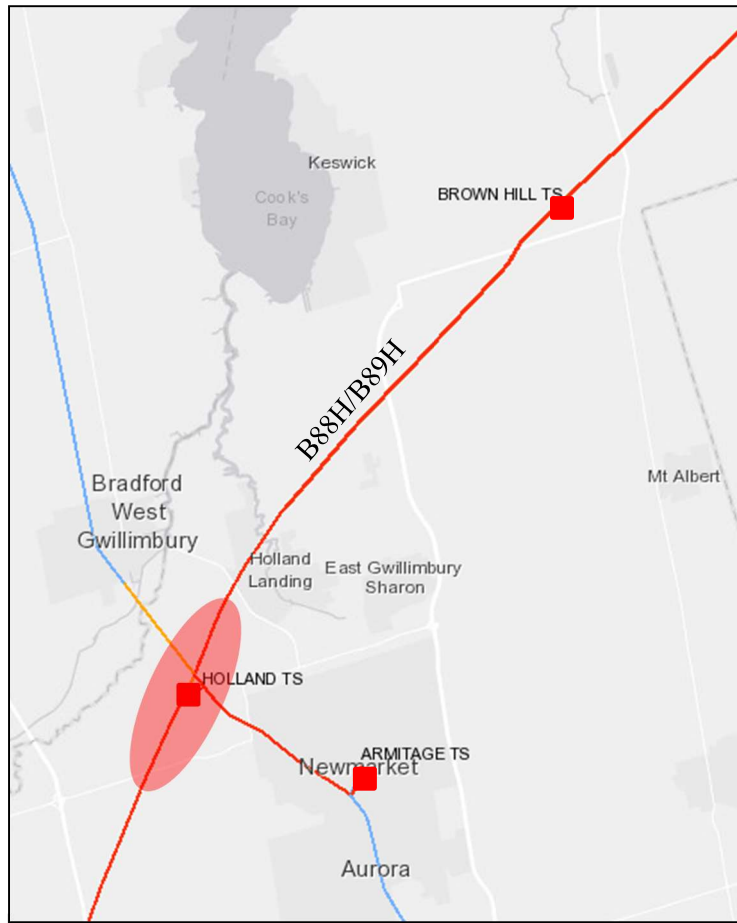 Keswick
BROWN HILL TS
Cook's
Bay
B88H/B89H
Mt Albert
Bradford
West
Gwillimbury
Holland
Landing
East Gwillimbury
Sharon
HOLLAND TS
ARMITAGE TS
Newmarket
Aurora